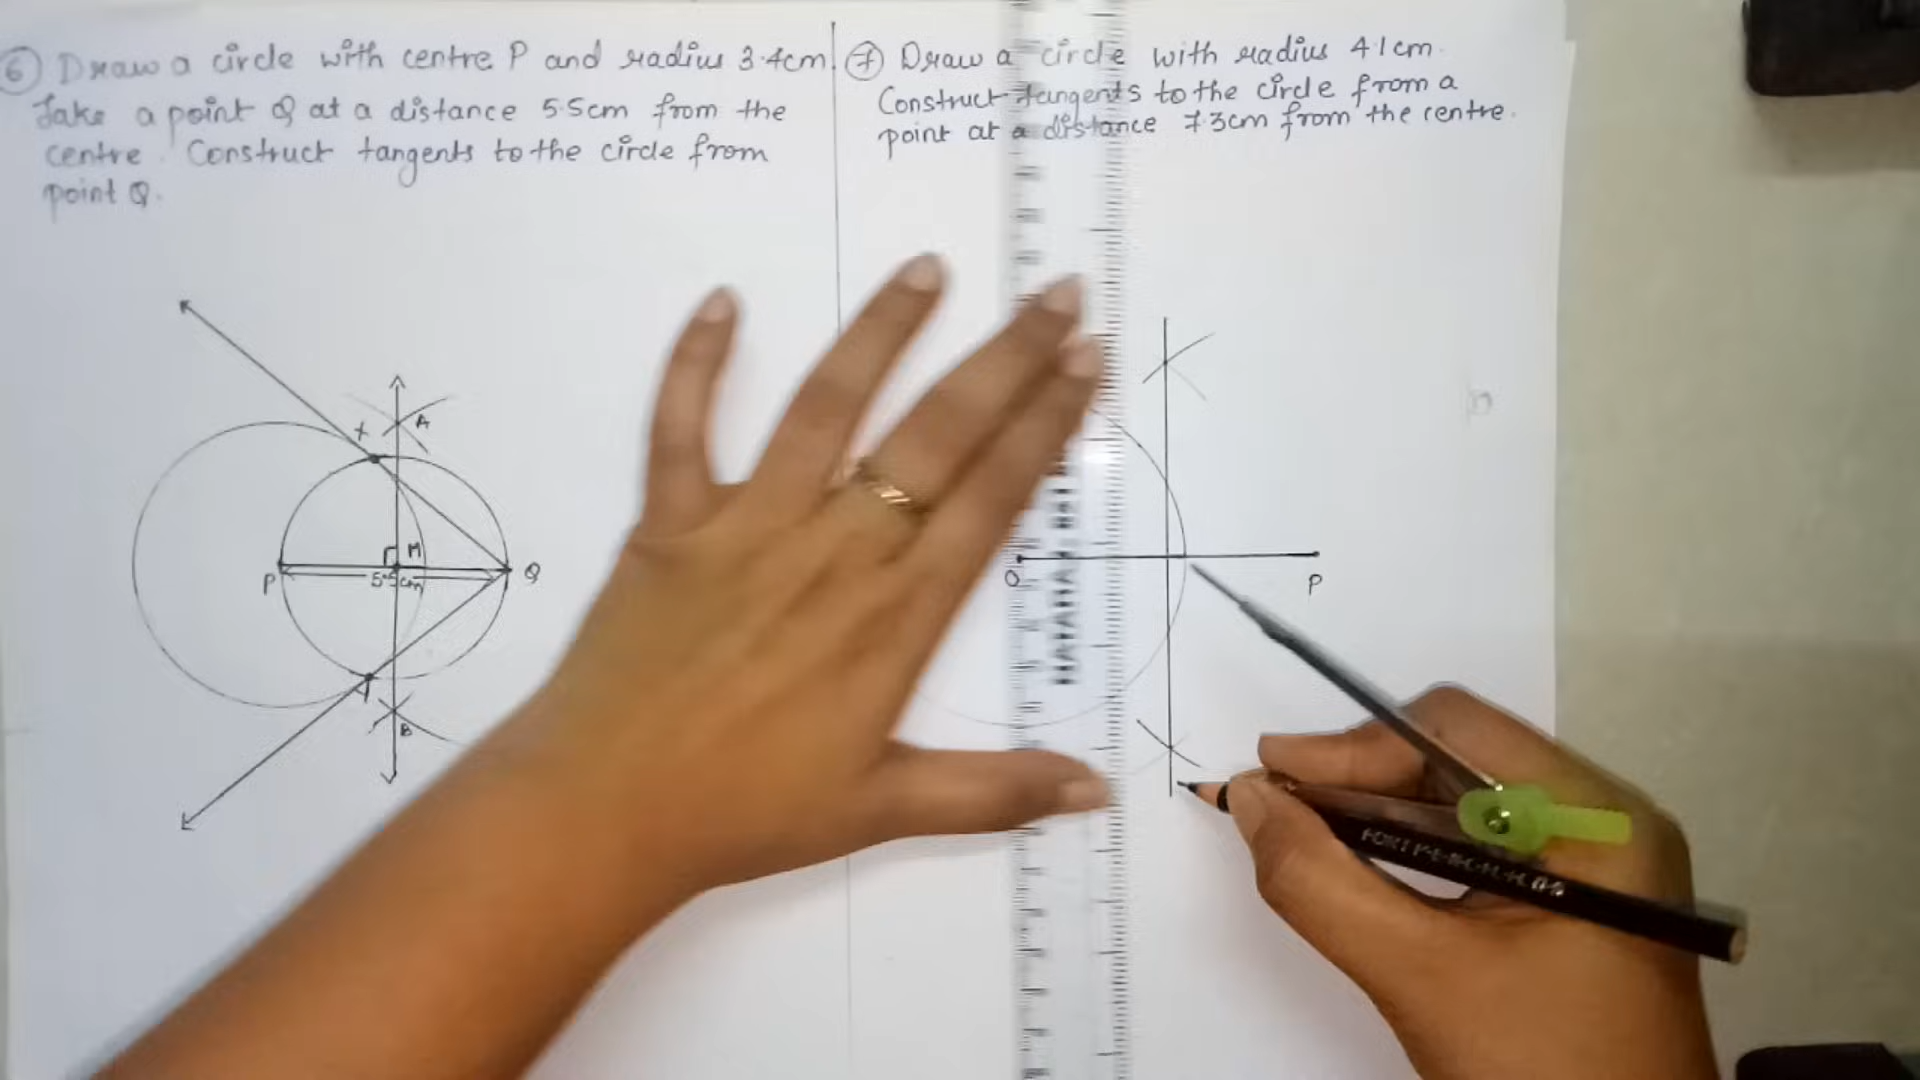 6 Draw a circle with centre P and radius 3.4cm.
Take a point Q at a distance 5.5cm from the
centre. Construct tangents to the circle from
point Q.
7 Draw a circle with radius 4.1cm.
Construct tangents to the circle from a
point at a distance 7.3cm from the centre.
A
X
M
P
5.5cm
Q
Y
B
O
P